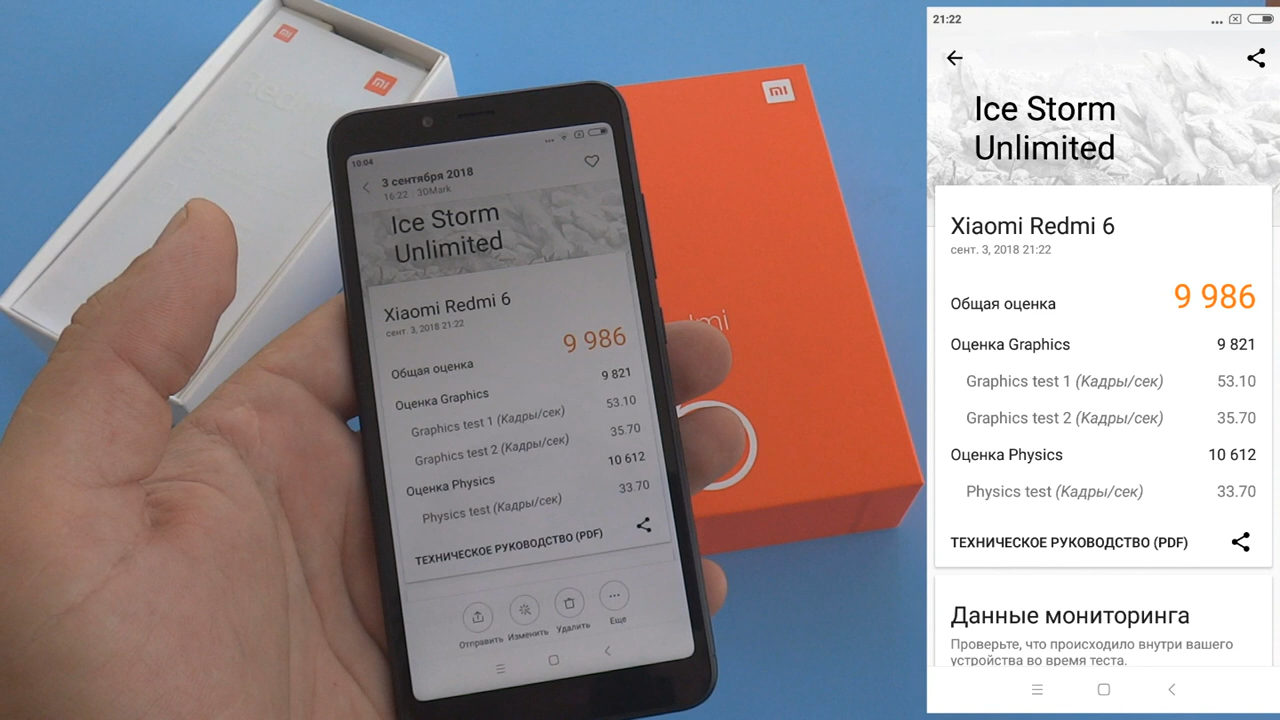 mi
mi
mi
dmi
10:04
3 сентября 2018
16:22 · 3DMark
Ice Storm
Unlimited
Xiaomi Redmi 6
сент. 3, 2018 21:22
Общая оценка 9 986
Оценка Graphics 9 821
Graphics test 1 (Кадры/сек) 53.10
Graphics test 2 (Кадры/сек) 35.70
Оценка Physics 10 612
Physics test (Кадры/сек) 33.70
ТЕХНИЧЕСКОЕ РУКОВОДСТВО (PDF)
Отправить Изменить Удалить Еще
21:22
Ice Storm
Unlimited
Xiaomi Redmi 6
сент. 3, 2018 21:22
Общая оценка 9 986
Оценка Graphics 9 821
Graphics test 1 (Кадры/сек) 53.10
Graphics test 2 (Кадры/сек) 35.70
Оценка Physics 10 612
Physics test (Кадры/сек) 33.70
ТЕХНИЧЕСКОЕ РУКОВОДСТВО (PDF)
Данные мониторинга
Проверьте, что происходило внутри вашего
устройства во время теста.